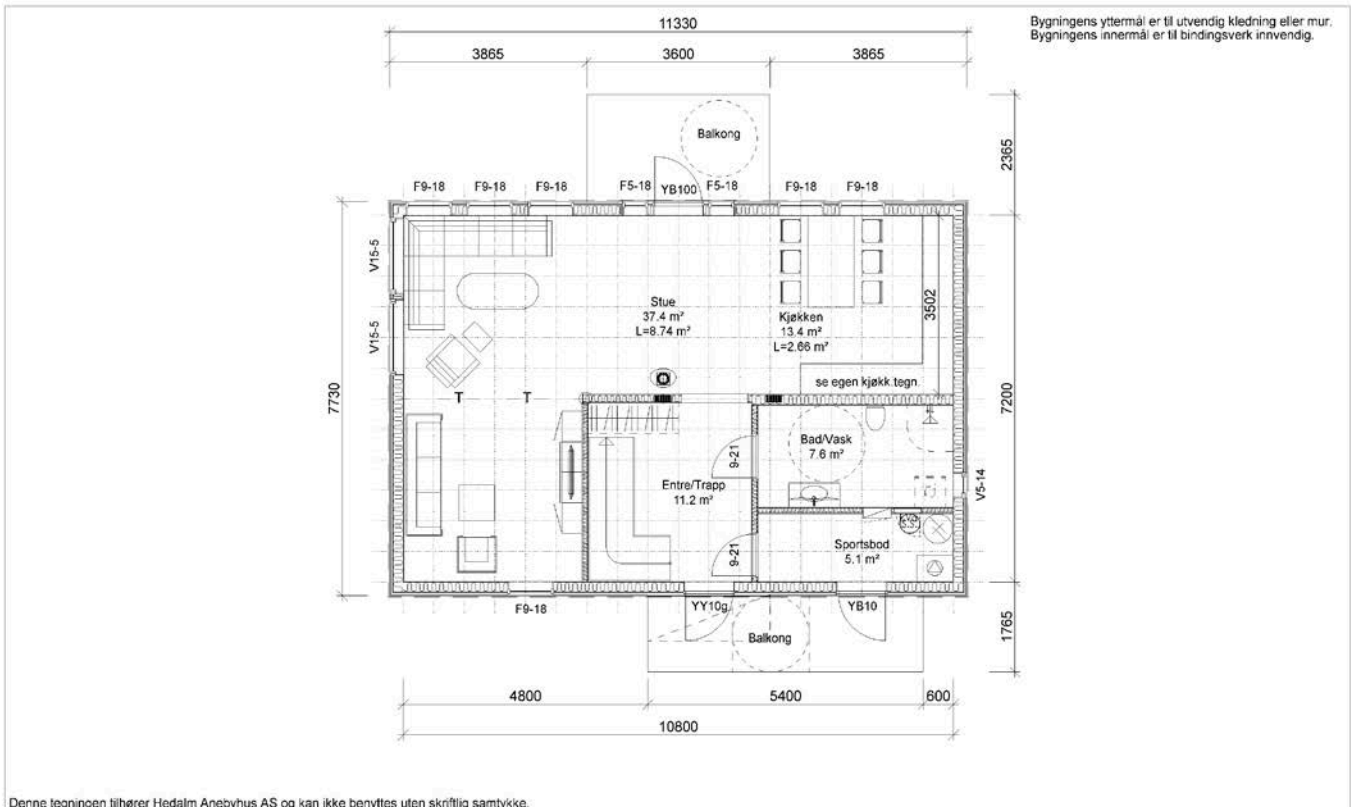 11330
Bygningens yttermål er til utvendig kledning eller mur.
Bygningens innermål er til bindingsverk innvendig.
3865
3600
3865
Balkong
2365
F9-18
F9-18
F9-18
F5-18
YB100
F5-18
F9-18
F9-18
V15-5
V15-5
Stue
37.4 m²
L=8.74 m²
Kjøkken
13.4 m²
L=2.66 m²
3502
se egen kjøkk.tegn.
7730
T
T
7200
9-21
Bad/Vask
7.6 m²
Entre/Trapp
11.2 m²
V5-14
9-21
Sportsbod
5.1 m²
F9-18
YY10g
YB10
Balkong
1765
4800
5400
600
10800
Denne tegningen tilhører Hedalm Anebyhus AS og kan ikke benyttes uten skriftlig samtykke.